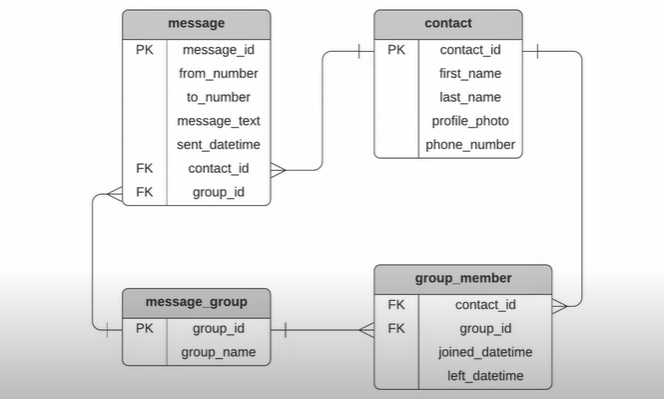 message
PK message_id
from_number
to_number
message_text
sent_datetime
FK contact_id
FK group_id
contact
PK contact_id
first_name
last_name
profile_photo
phone_number
message_group
PK group_id
group_name
group_member
FK contact_id
FK group_id
joined_datetime
left_datetime